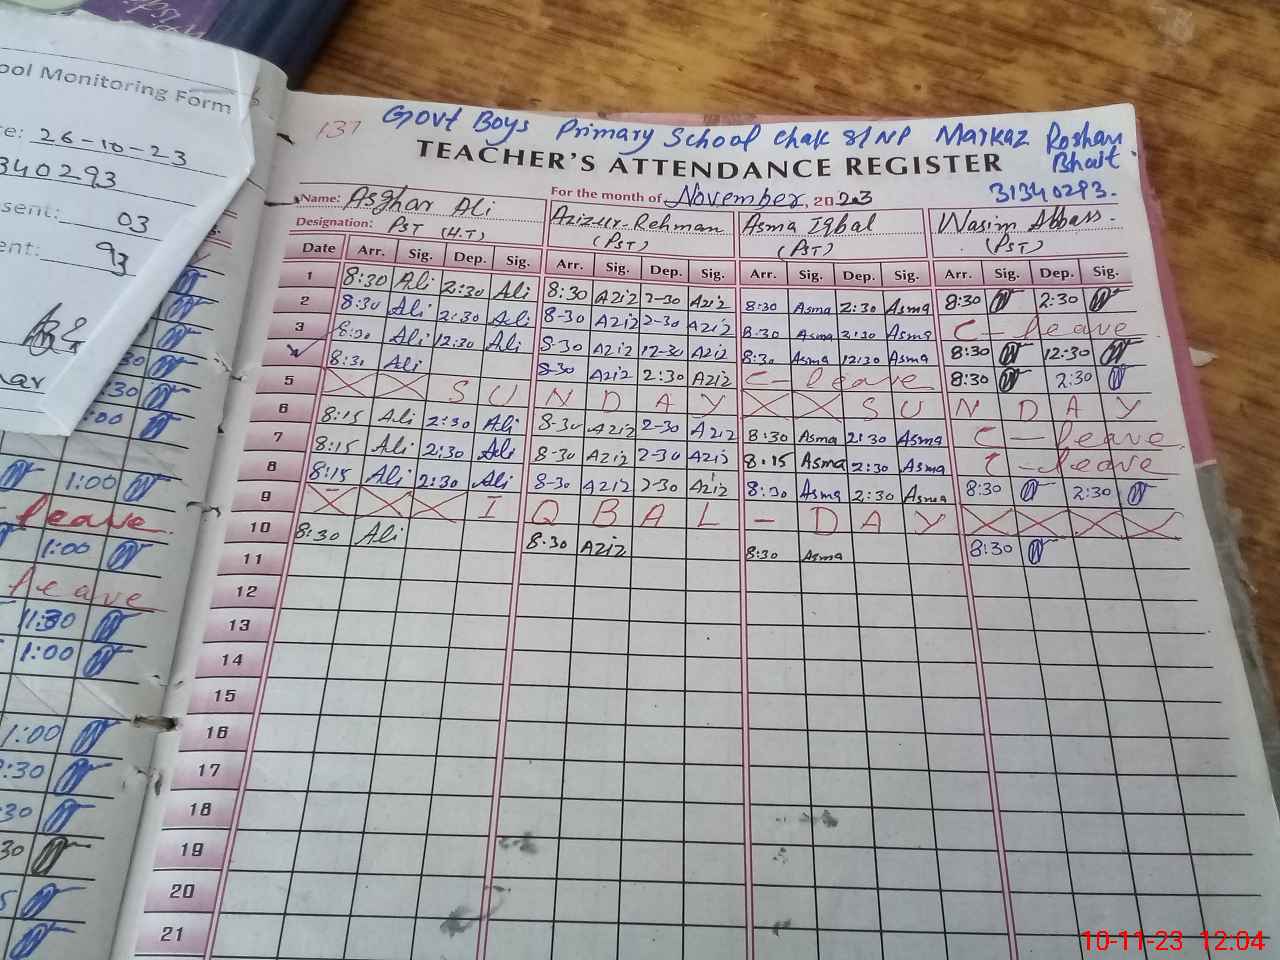 ool Monitoring Form
te: 26-10-23
340293
sent: 03
ent: 93
137 Govt Boys Primary School Chak 81NP Markaz Roshan Bhait.
TEACHER'S ATTENDANCE REGISTER
31340293.
Name: Asghar Ali For the month of November, 2023
Azizur-Rehman Asma Iqbal Wasim Abbass.
Designation: PST (H.T) (PST) (PST) (PST)
Date Arr. Sig. Dep. Sig. Arr. Sig. Dep. Sig. Arr. Sig. Dep. Sig. Arr. Sig. Dep. Sig.
1 8:30 Ali 2:30 Ali 8:30 Aziz 2-30 Aziz 8:30 Asma 2:30 Asma 8:30 2:30
2 8:30 Ali 2:30 Ali 8-30 Aziz 2-30 Aziz 8:30 Asma 2:30 Asma C-leave
3 8:30 Ali 12:30 Ali 8-30 Aziz 12-30 Aziz 8:30 Asma 12:30 Asma 8:30 12:30
8:30 Ali 8-30 Aziz 2:30 Aziz C-leave 8:30 2:30
5 X X S U N D A Y X X S U N D A Y
6 8:15 Ali 2:30 Ali 8-30 Aziz 2-30 Aziz 8:30 Asma 2:30 Asma C-leave
7 8:15 Ali 2:30 Ali 8-30 Aziz 2-30 Aziz 8:15 Asma 2:30 Asma C-leave
8 8:15 Ali 2:30 Ali 8-30 Aziz 2-30 Aziz 8:30 Asma 2:30 Asma 8:30 2:30
9 X X X I Q B A L - D A Y X X X X
10 8:30 Ali 8:30 Aziz 8:30 Asma 8:30
11
12
13
14
15
16
17
18
19
20
21
1:00
leave
1:00
leave
11:30
1:00
1:00
10-11-23 12:04